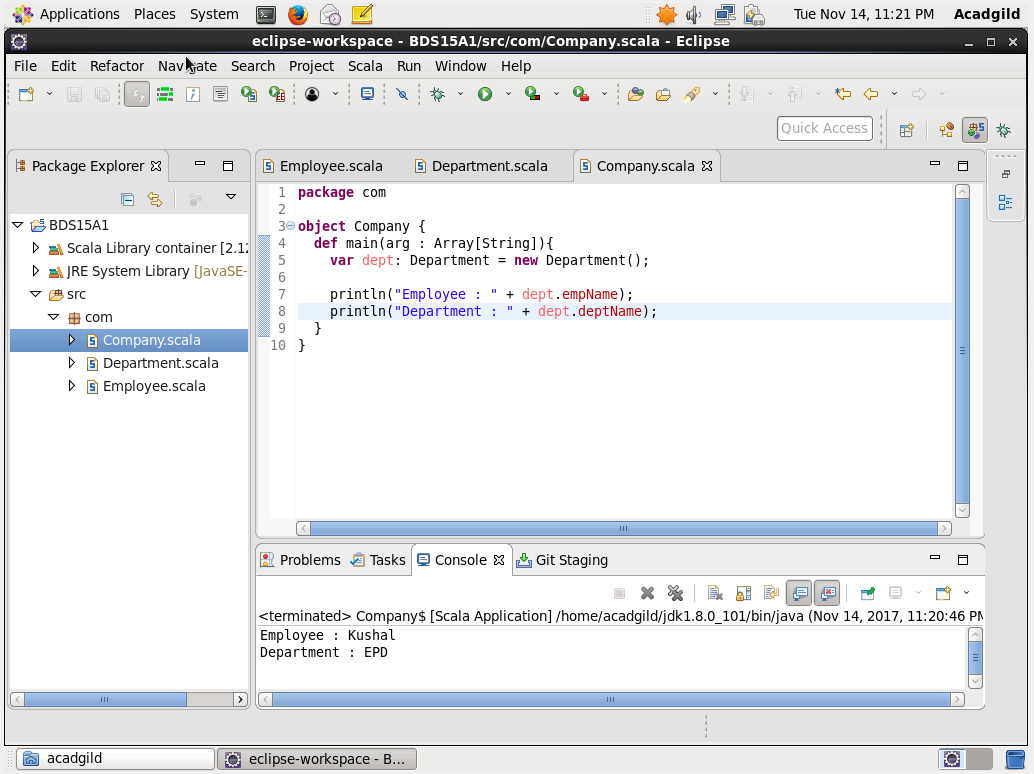 Applications Places System Tue Nov 14, 11:21 PM Acadgild
eclipse-workspace - BDS15A1/src/com/Company.scala - Eclipse
File Edit Refactor Navigate Search Project Scala Run Window Help
Quick Access
Package Explorer
BDS15A1
Scala Library container [2.12
JRE System Library [JavaSE-
src
com
Company.scala
Department.scala
Employee.scala
Employee.scala Department.scala Company.scala
1 package com
2
3 object Company {
4 def main(arg : Array[String]){
5 var dept: Department = new Department();
6
7 println("Employee : " + dept.empName);
8 println("Department : " + dept.deptName);
9 }
10 }
Problems Tasks Console Git Staging
<terminated> Company$ [Scala Application] /home/acadgild/jdk1.8.0_101/bin/java (Nov 14, 2017, 11:20:46 PM
Employee : Kushal
Department : EPD
acadgild
eclipse-workspace - B...